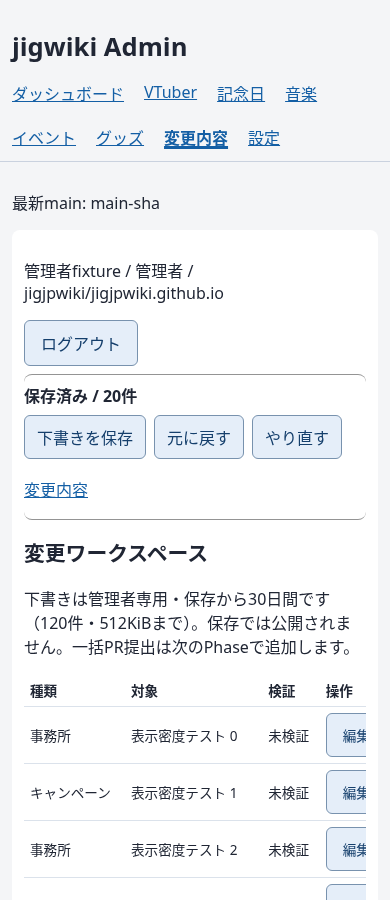 jigwiki Admin
ダッシュボード VTuber 記念日 音楽
イベント グッズ 変更内容 設定
最新main: main-sha
管理者fixture / 管理者 /
jigjpwiki/jigjpwiki.github.io
ログアウト
保存済み / 20件
下書きを保存 元に戻す やり直す
変更内容
変更ワークスペース
下書きは管理者専用・保存から30日間です
（120件・512KiBまで）。保存では公開されま
せん。一括PR提出は次のPhaseで追加します。
種類 対象 検証 操作
事務所 表示密度テスト 0 未検証 編集
キャンペーン 表示密度テスト 1 未検証 編集
事務所 表示密度テスト 2 未検証 編集